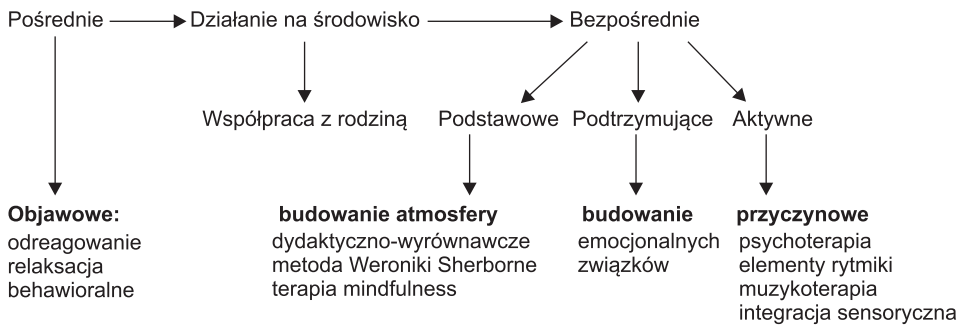 Pośrednie Działanie na środowisko Bezpośrednie
Współpraca z rodziną Podstawowe Podtrzymujące Aktywne
Objawowe:
odreagowanie
relaksacja
behawioralne
budowanie atmosfery
dydaktyczno-wyrównawcze
metoda Weroniki Sherborne
terapia mindfulness
budowanie
emocjonalnych
związków
przyczynowe
psychoterapia
elementy rytmiki
muzykoterapia
integracja sensoryczna